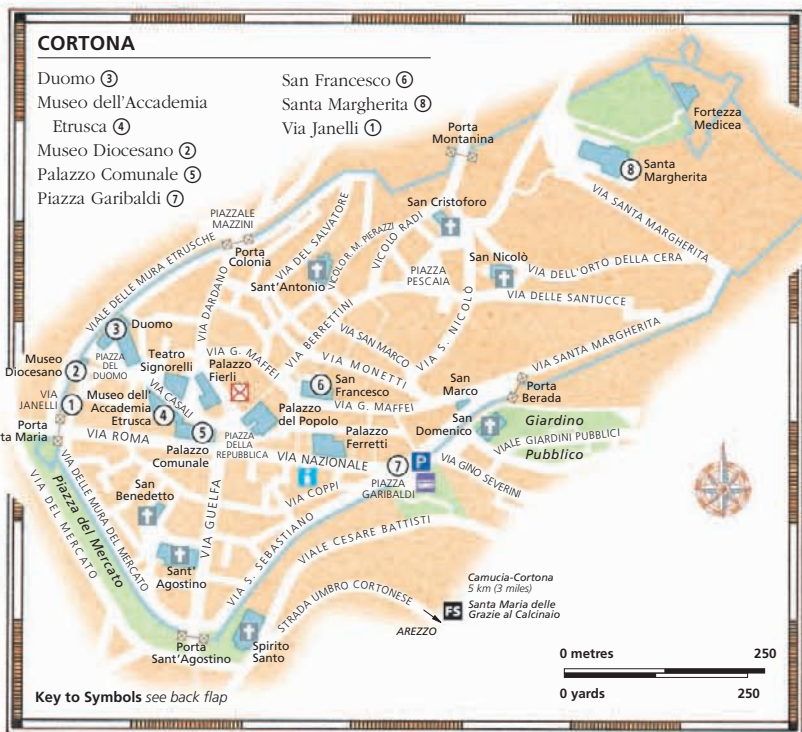 CORTONA
Duomo ③
Museo dell'Accademia
Etrusca ④
Museo Diocesano ②
Palazzo Comunale ⑤
Piazza Garibaldi ⑦
San Francesco ⑥
Santa Margherita ⑧
Via Janelli ①
Fortezza
Medicea
Porta
Montanina
⑧ Santa
Margherita
San Cristoforo
VIA SANTA MARGHERITA
PIAZZALE
MAZZINI
Porta
Colonia
VIA DEL SALVATORE
VICOLO RADI
Sant'Antonio
PIAZZA
PESCAIA
San Nicolò
VIA DELL'ORTO DELLA CERA
VIA DELLE SANTUCCE
VIALE DELLE MURA ETRUSCHE
VIA DARDANO
VIA BERRETTINI
VIA SAN MARCO
VIA S. NICOLÒ
VIA SANTA MARGHERITA
③ Duomo
Museo
Diocesano ②
PIAZZA
DEL
DUOMO
Teatro
Signorelli
VIA G. MAFFEI
Palazzo
Fierli
VIA MONETTI
⑥ San
Francesco
VIA G. MAFFEI
San
Marco
Porta
Berada
VIA
JANELLI ①
Museo dell'
Accademia
Etrusca ④
VIA CASALI
Palazzo
del Popolo
San
Domenico
Giardino
Pubblico
VIALE GIARDINI PUBBLICI
ta Maria
Porta
VIA ROMA
⑤
Palazzo
Comunale
PIAZZA
DELLA
REPUBBLICA
Palazzo
Ferretti
VIA NAZIONALE
⑦ P
PIAZZA
GARIBALDI
VIA GINO SEVERINI
i
San
Benedetto
VIA COPPI
VIA GUELFA
Piazza del Mercato
VIA DEL MERCATO
VIA DELLE MURA DEL MERCATO
Sant'
Agostino
VIA S. SEBASTIANO
VIALE CESARE BATTISTI
STRADA UMBRO CORTONESE
AREZZO
Camucia-Cortona
5 km (3 miles)
FS Santa Maria delle
Grazie al Calcinaio
Porta
Sant'Agostino
Spirito
Santo
0 metres 250
0 yards 250
Key to Symbols see back flap